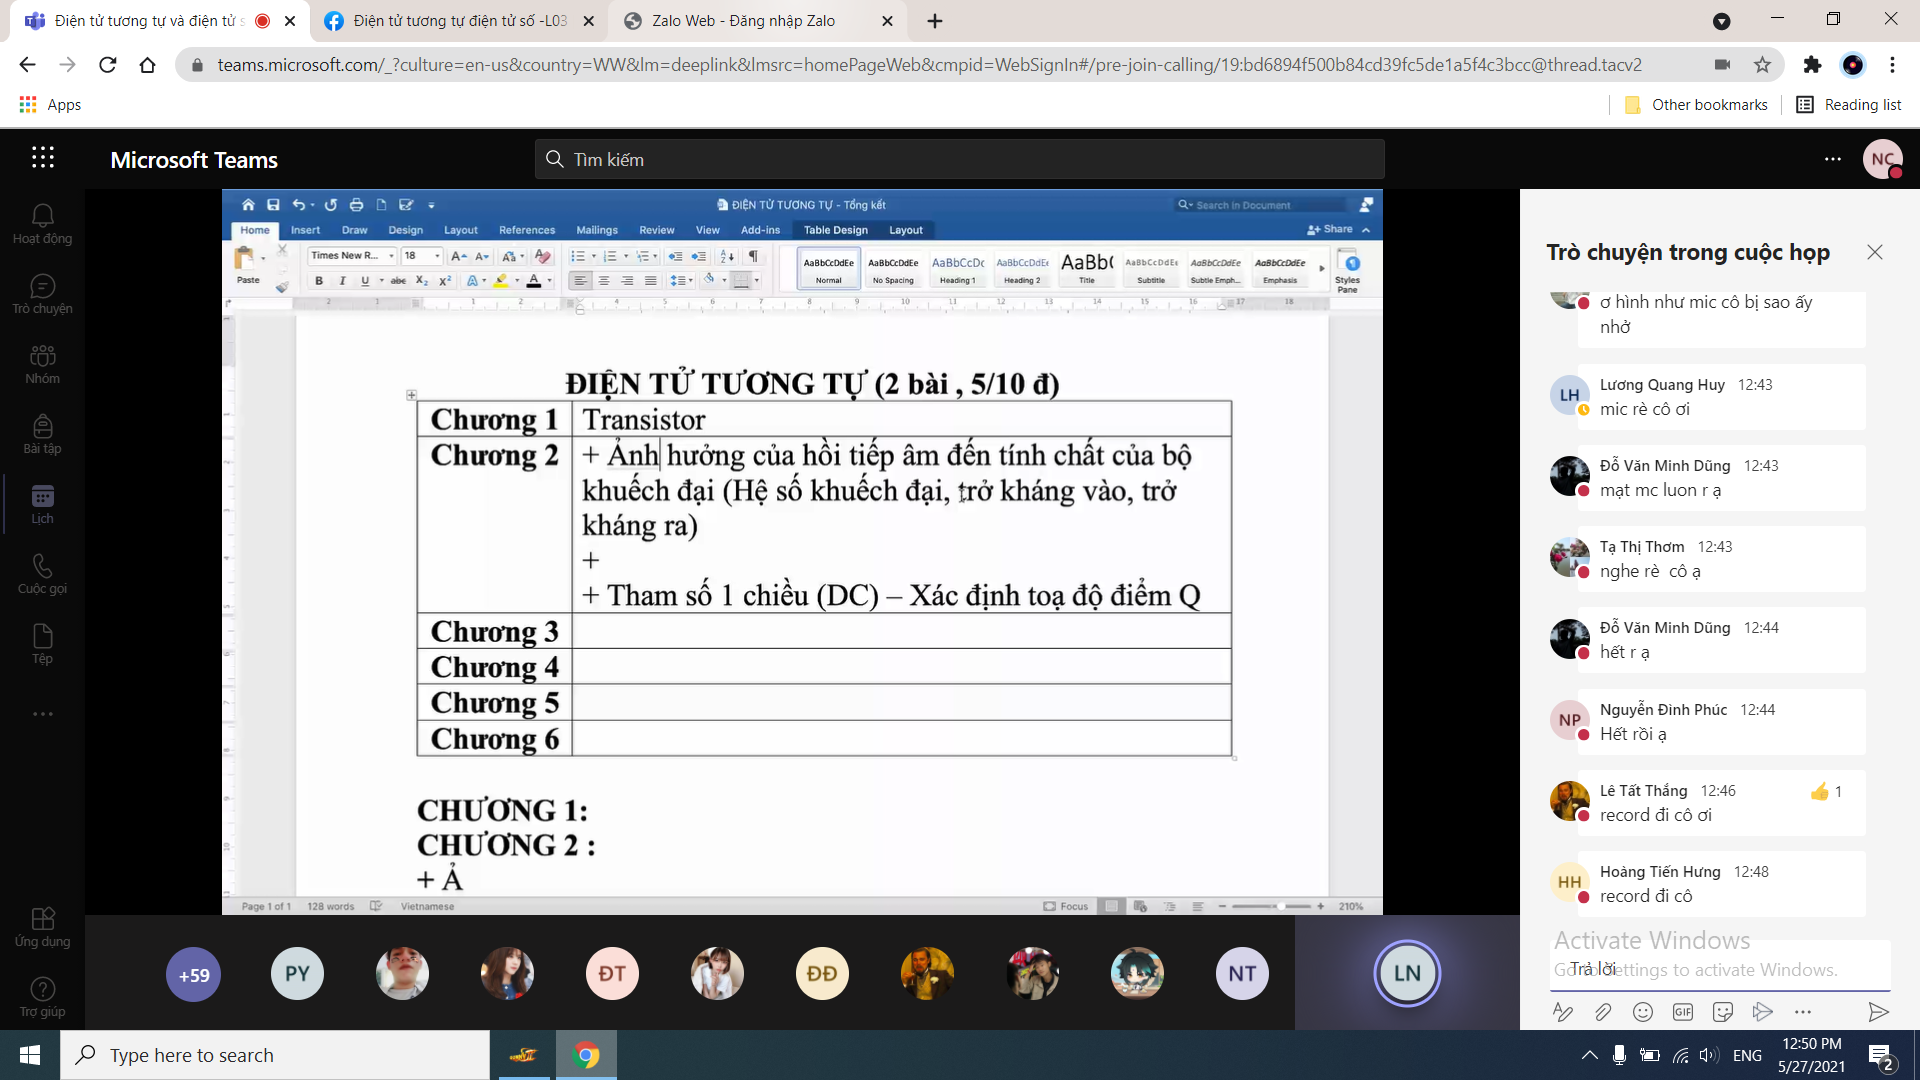 Điện tử tương tự và điện tử s
Điện tử tương tự điện tử số -L03
Zalo Web - Đăng nhập Zalo
teams.microsoft.com/_?culture=en-us&country=WW&lm=deeplink&lmsrc=homePageWeb&cmpid=WebSignIn#/pre-join-calling/19:bd6894f500b84cd39fc5de1a5f4c3bcc@thread.tacv2
Apps
Other bookmarks
Reading list
Microsoft Teams
Tìm kiếm
NC
Hoạt động
Trò chuyện
Nhóm
Bài tập
Lịch
Cuộc gọi
Tệp
Ứng dụng
Trợ giúp
ĐIỆN TỬ TƯƠNG TỰ - Tổng kết
Search in Document
Home Insert Draw Design Layout References Mailings Review View Add-ins Table Design Layout
Share
Paste
Times New R... 18
AaBbCcDdEe Normal
AaBbCcDdEe No Spacing
AaBbCcDc Heading 1
AaBbCcDdEe Heading 2
AaBb( Title
AaBbCcDdEe Subtitle
AaBbCcDdEe Subtle Emph...
AaBbCcDdEe Emphasis
Styles Pane
ĐIỆN TỬ TƯƠNG TỰ (2 bài , 5/10 đ)
Chương 1 Transistor
Chương 2 + Ảnh hưởng của hồi tiếp âm đến tính chất của bộ
khuếch đại (Hệ số khuếch đại, trở kháng vào, trở
kháng ra)
+
+ Tham số 1 chiều (DC) – Xác định toạ độ điểm Q
Chương 3
Chương 4
Chương 5
Chương 6
CHƯƠNG 1:
CHƯƠNG 2 :
+ Ả
Page 1 of 1 128 words Vietnamese
Focus
210%
+59
PY
ĐT
ĐĐ
NT
LN
Trò chuyện trong cuộc họp
ơ hình như mic cô bị sao ấy
nhở
LH
Lương Quang Huy 12:43
mic rè cô ơi
Đỗ Văn Minh Dũng 12:43
mạt mc luon r ạ
Tạ Thị Thơm 12:43
nghe rè cô ạ
Đỗ Văn Minh Dũng 12:44
hết r ạ
NP
Nguyễn Đình Phúc 12:44
Hết rồi ạ
Lê Tất Thắng 12:46
1
record đi cô ơi
HH
Hoàng Tiến Hưng 12:48
record đi cô
Activate Windows
Go to Settings to activate Windows.
Trả lời
GIF
Type here to search
ENG
12:50 PM
5/27/2021
2